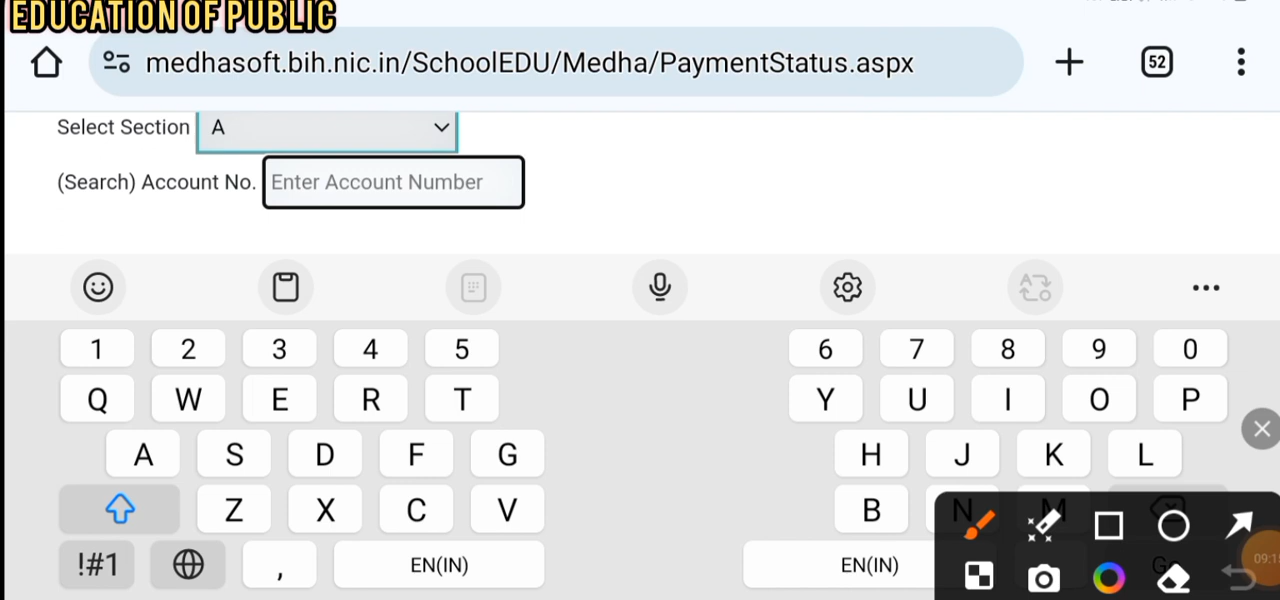 EDUCATION OF PUBLIC
medhasoft.bih.nic.in/SchoolEDU/Medha/PaymentStatus.aspx
52
Select Section A
(Search) Account No. Enter Account Number
1 2 3 4 5 6 7 8 9 0
Q W E R T Y U I O P
A S D F G H J K L
Z X C V B N M
!#1 , EN(IN) EN(IN) Go